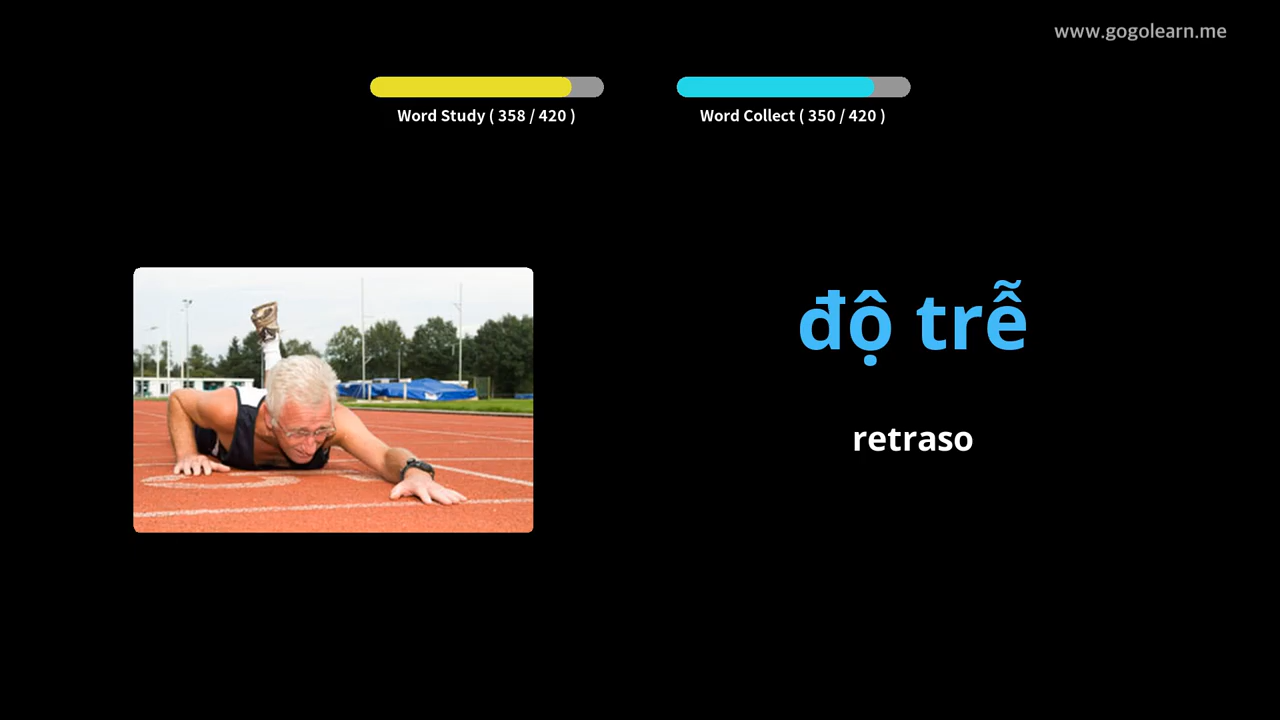 www.gogolearn.me
Word Study ( 358 / 420 )
Word Collect ( 350 / 420 )
độ trễ
retraso